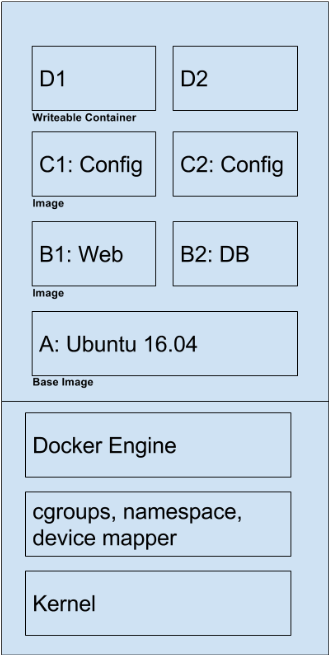 D1
D2
Writeable Container
C1: Config
C2: Config
Image
B1: Web
B2: DB
Image
A: Ubuntu 16.04
Base Image
Docker Engine
cgroups, namespace,
device mapper
Kernel